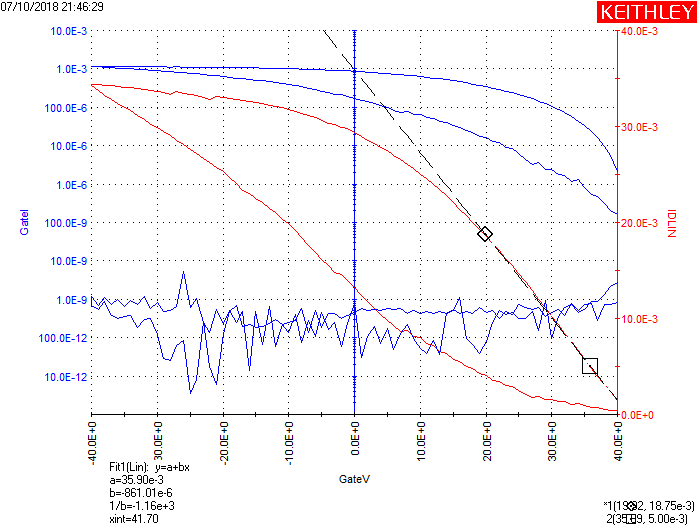 07/10/2018 21:46:29
KEITHLEY
10.0E-3
40.0E-3
1.0E-3
100.0E-6
30.0E-3
10.0E-6
1.0E-6
GateI
100.0E-9
20.0E-3
IDLIN
10.0E-9
1.0E-9
10.0E-3
100.0E-12
10.0E-12
0.0E+0
-40.0E+0
-30.0E+0
-20.0E+0
-10.0E+0
0.0E+0
10.0E+0
20.0E+0
30.0E+0
40.0E+0
GateV
Fit1(Lin): y=a+bx
a=35.90e-3
b=-861.01e-6
1/b=-1.16e+3
xint=41.70
18.75e-3)
5.00e-3)